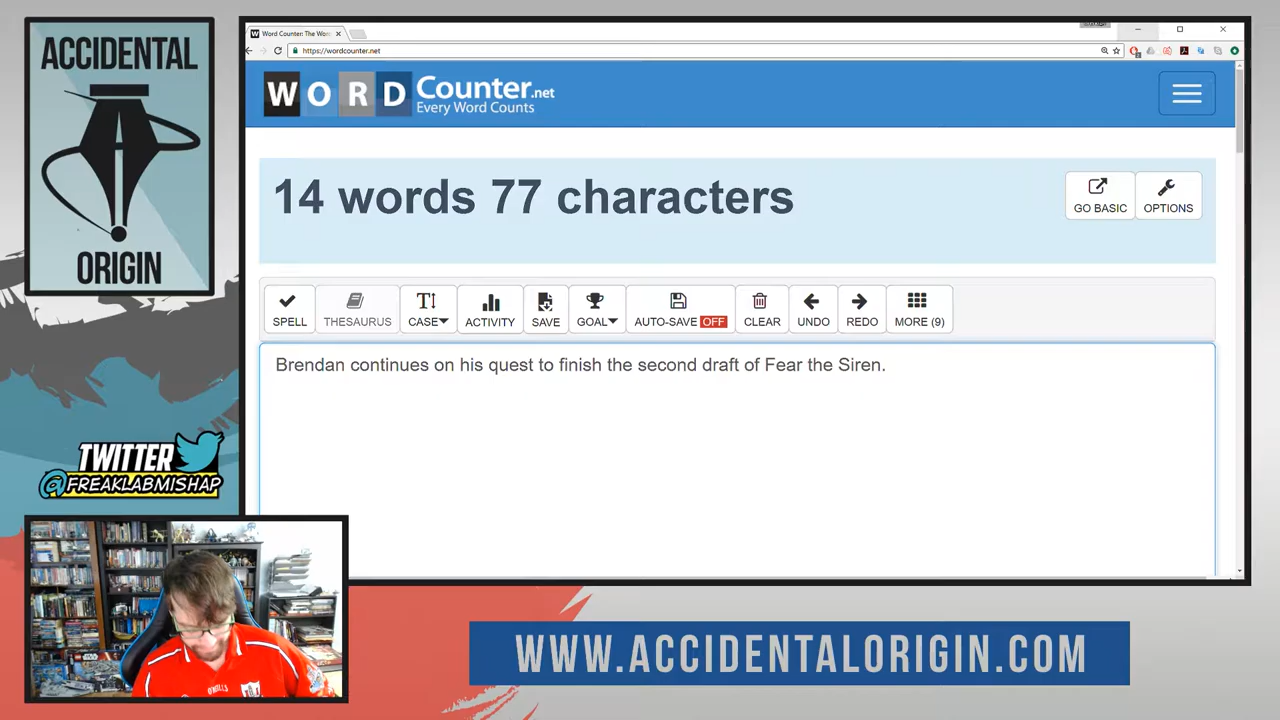 ACCIDENTAL
ORIGIN
Word Counter: The Wor
https://wordcounter.net
WORD
Counter.net
Every Word Counts
14 words 77 characters
GO BASIC
OPTIONS
SPELL
THESAURUS
CASE
ACTIVITY
SAVE
GOAL
AUTO-SAVE OFF
CLEAR
UNDO
REDO
MORE (9)
Brendan continues on his quest to finish the second draft of Fear the Siren.
TWITTER
@FREAKLABMISHAP
O'NEILLS
WWW.ACCIDENTALORIGIN.COM